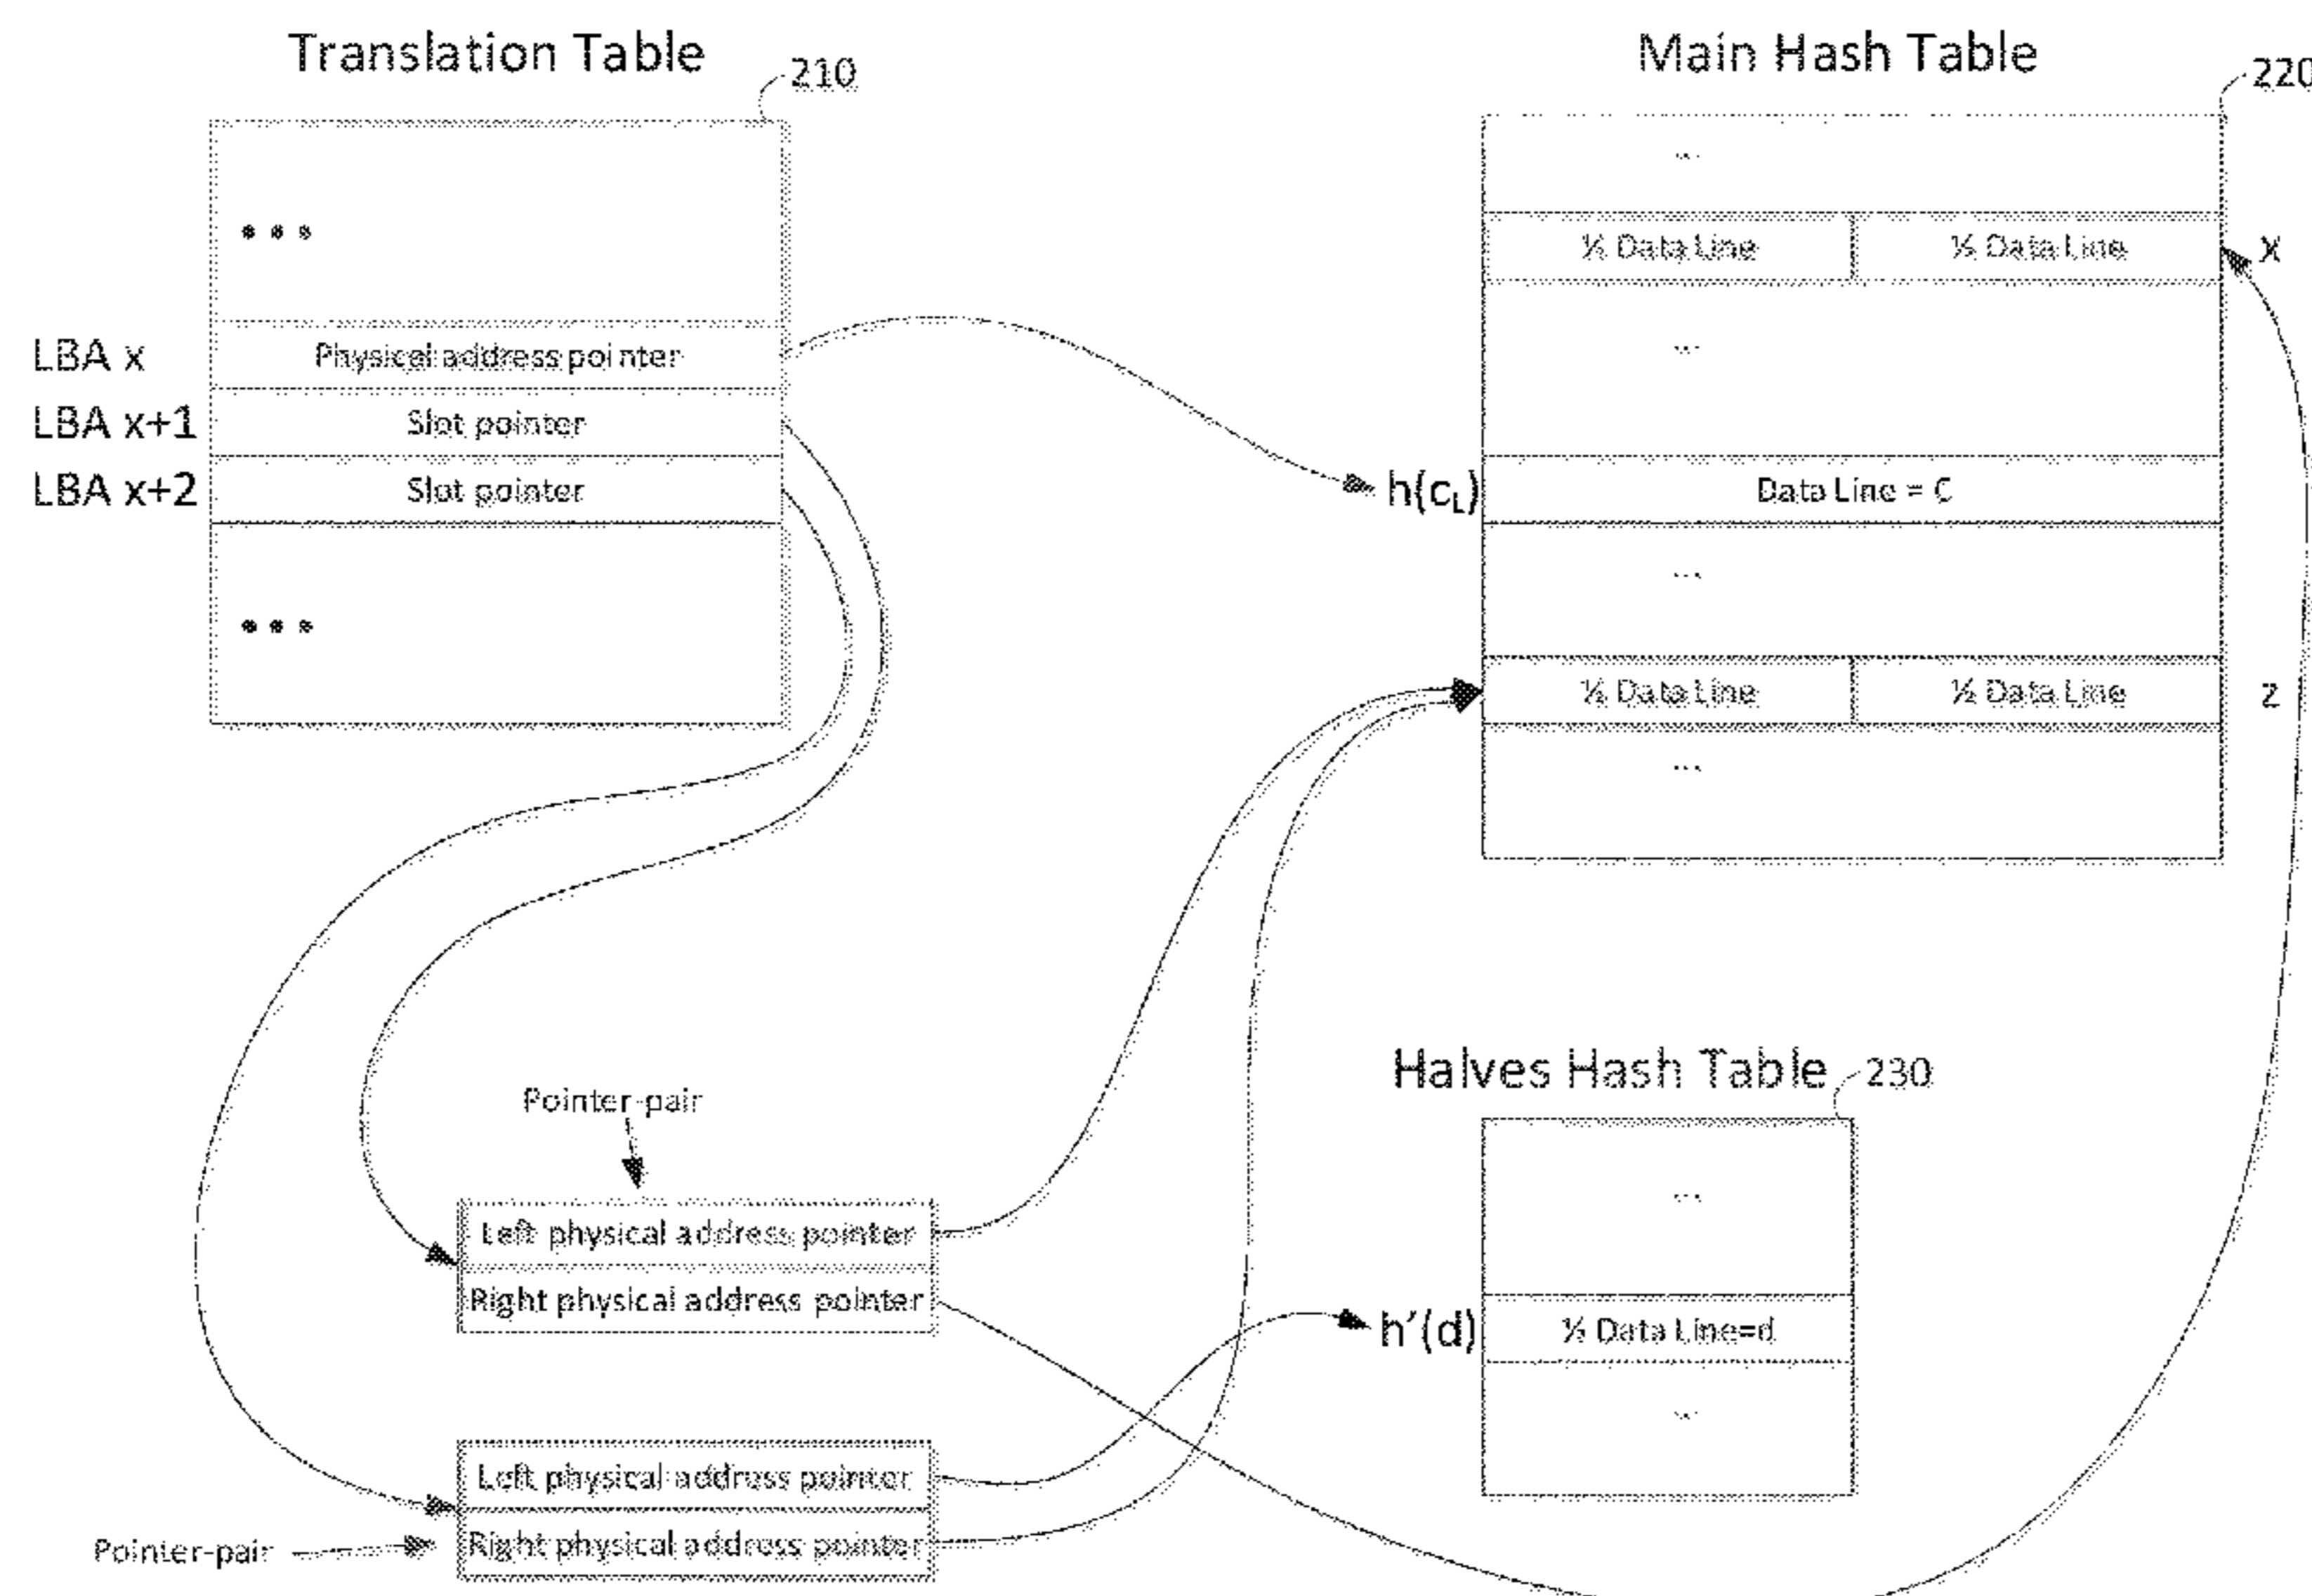 Translation Table
210
Main Hash Table
220
...
½ Data Line ½ Data Line X
• • •
LBA x Physical address pointer
...
LBA x+1 Slot pointer
LBA x+2 Slot pointer
h(cL) Data Line = C
...
• • •
½ Data Line ½ Data Line z
...
Halves Hash Table 230
Pointer-pair
...
Left physical address pointer
Right physical address pointer
h′(d) ½ Data Line=d
...
Left physical address pointer
Pointer-pair Right physical address pointer